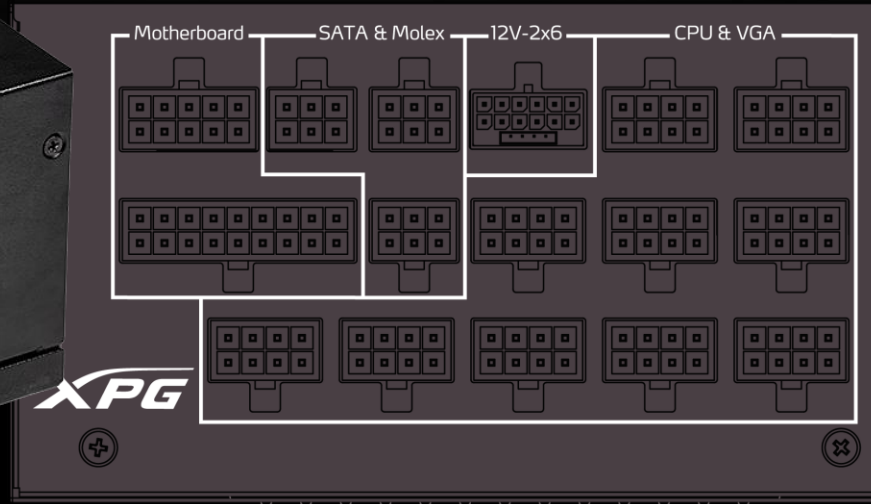 Motherboard
SATA & Molex
12V-2x6
CPU & VGA
XPG